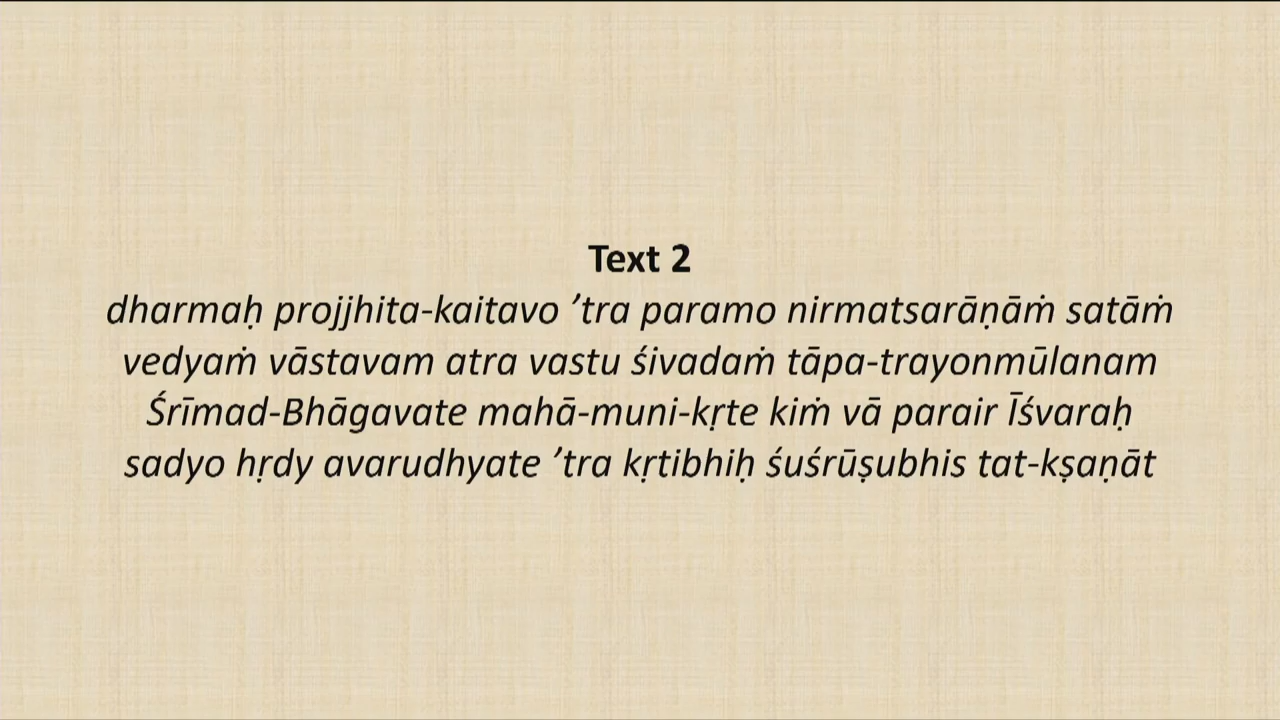 Text 2
dharmaḥ projjhita-kaitavo ’tra paramo nirmatsarāṇāṁ satāṁ
vedyaṁ vāstavam atra vastu śivadaṁ tāpa-trayonmūlanam
Śrīmad-Bhāgavate mahā-muni-kṛte kiṁ vā parair Īśvaraḥ
sadyo hṛdy avarudhyate ’tra kṛtibhiḥ śuśrūṣubhis tat-kṣaṇāt